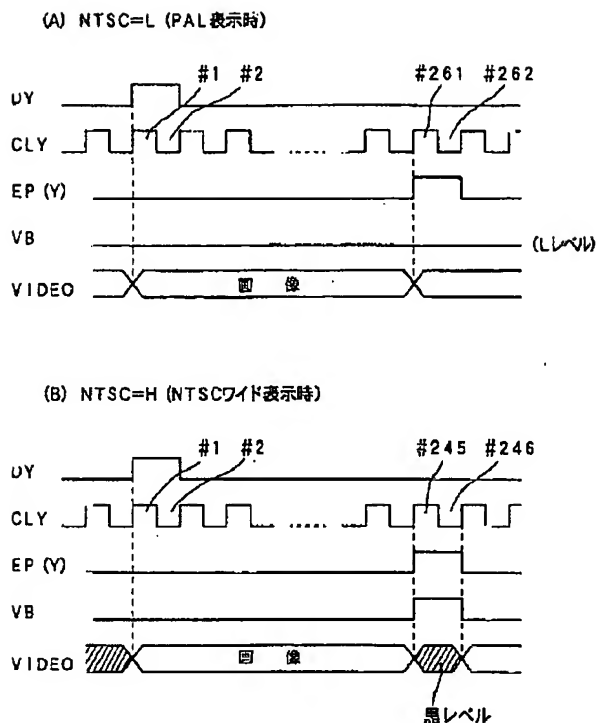 (A) NTSC=L (PAL表示時)
#1 #2 #261 #262
DY
CLY
EP (Y)
VB (Lレベル)
VIDEO 画像
(B) NTSC=H (NTSCワイド表示時)
#1 #2 #245 #246
DY
CLY
EP (Y)
VB
VIDEO 画像
黒レベル